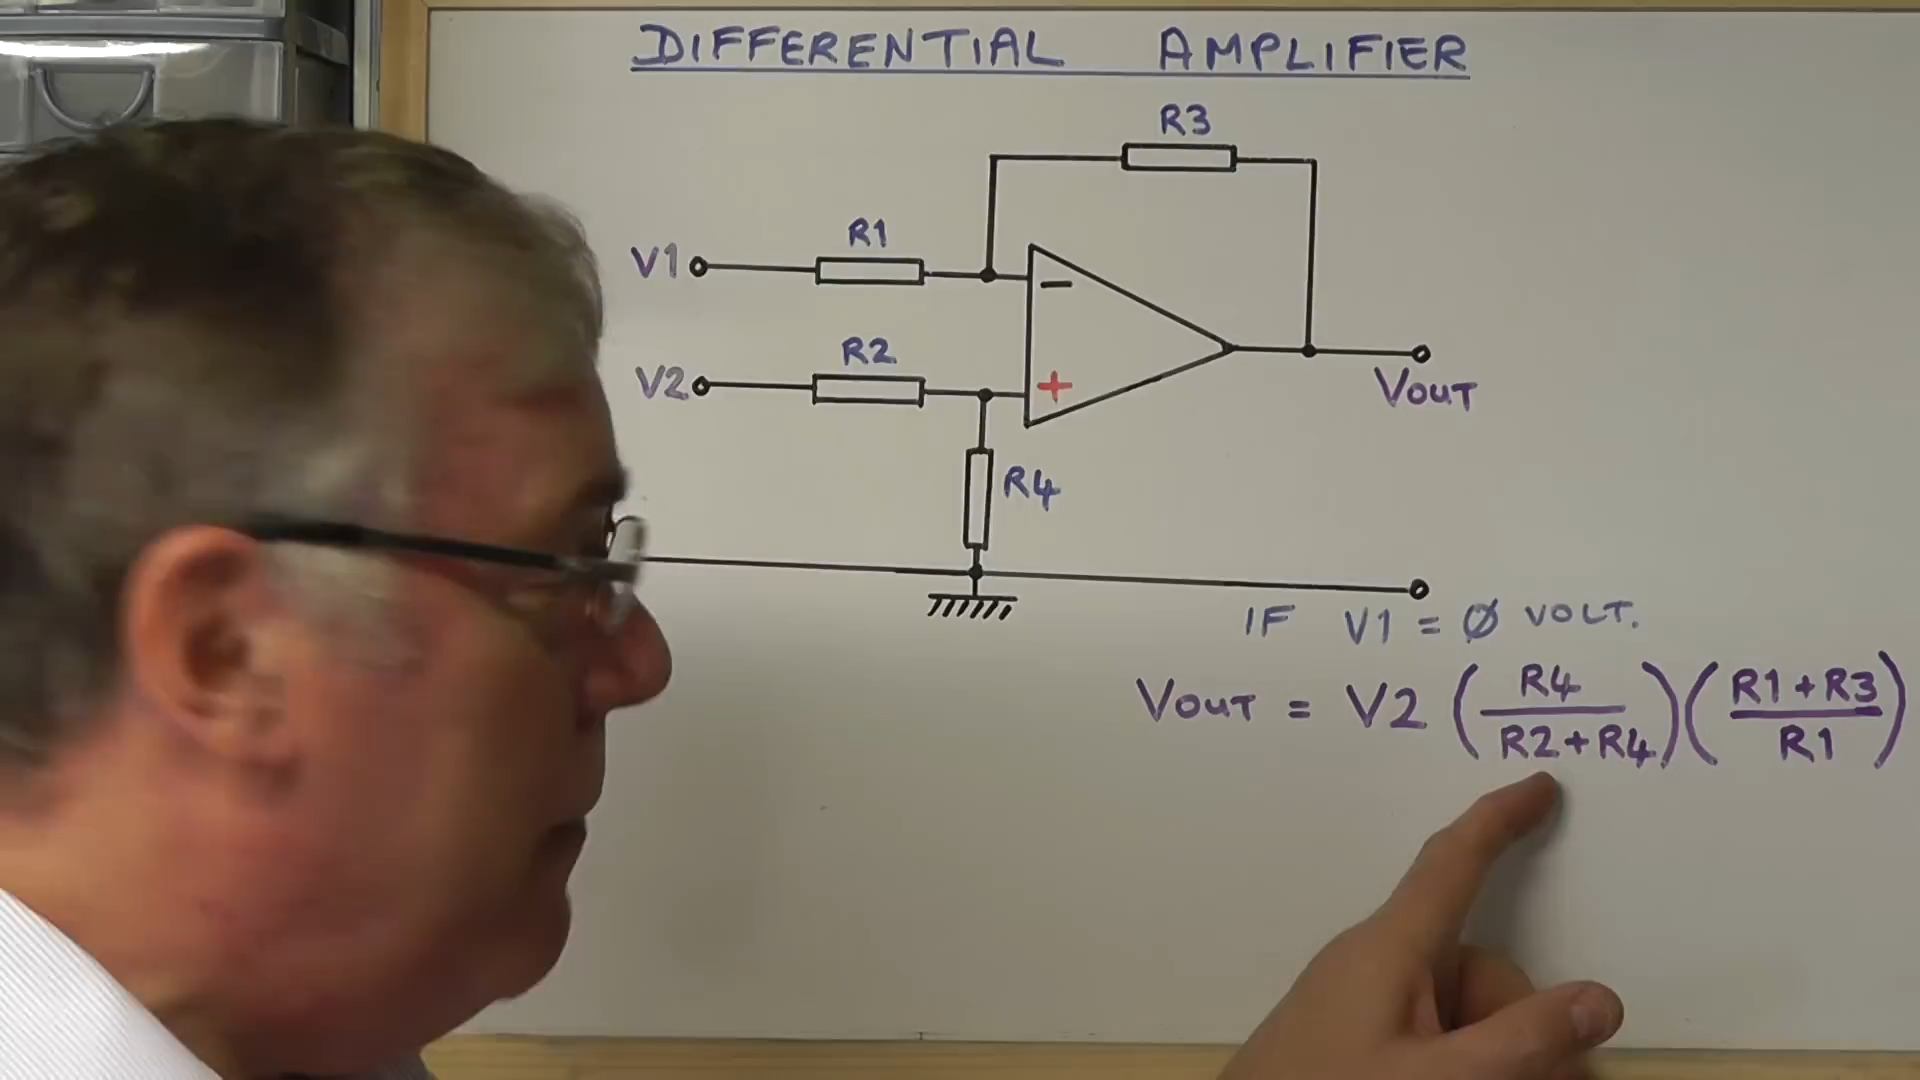 DIFFERENTIAL AMPLIFIER
R3
R1
V1
−
R2
V2
+
VOUT
R4
IF V1 = Ø VOLT.
VOUT = V2 (R4 / R2+R4) (R1+R3 / R1)